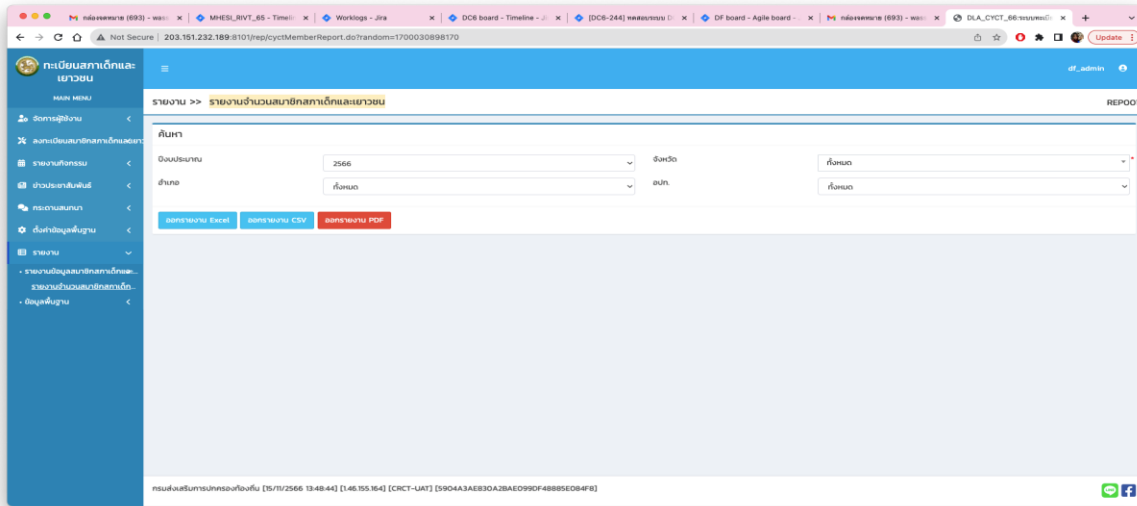 กล่องจดหมาย (693) - wasc
MHESI_RIVT_65 - Timelin
Worklogs - Jira
DC6 board - Timeline - Ji
[DC6-244] ทดสอบระบบ D
DF board - Agile board -
กล่องจดหมาย (693) - wasc
DLA_CYCT_66:ระบบทะเบี
Not Secure | 203.151.232.189:8101/rep/cyctMemberReport.do?random=1700030898170
Update
ทะเบียนสภาเด็กและ
เยาวชน
df_admin
MAIN MENU
รายงาน >> รายงานจำนวนสมาชิกสภาเด็กและเยาวชน
REPO01
จัดการผู้ใช้งาน
ลงทะเบียนสมาชิกสภาเด็กและเยาว
รายงานกิจกรรม
ข่าวประชาสัมพันธ์
กระดานสนทนา
ตั้งค่าข้อมูลพื้นฐาน
รายงาน
• รายงานข้อมูลสมาชิกสภาเด็กและ...
รายงานจำนวนสมาชิกสภาเด็ก...
• ข้อมูลพื้นฐาน
ค้นหา
ปีงบประมาณ 2566 จังหวัด ทั้งหมด *
อำเภอ ทั้งหมด อปท. ทั้งหมด
ออกรายงาน Excel ออกรายงาน CSV ออกรายงาน PDF
กรมส่งเสริมการปกครองท้องถิ่น [15/11/2566 13:48:44] [1.46.155.164] [CRCT-UAT] [5904A3AE830A2BAE099DF48885ED84F8]